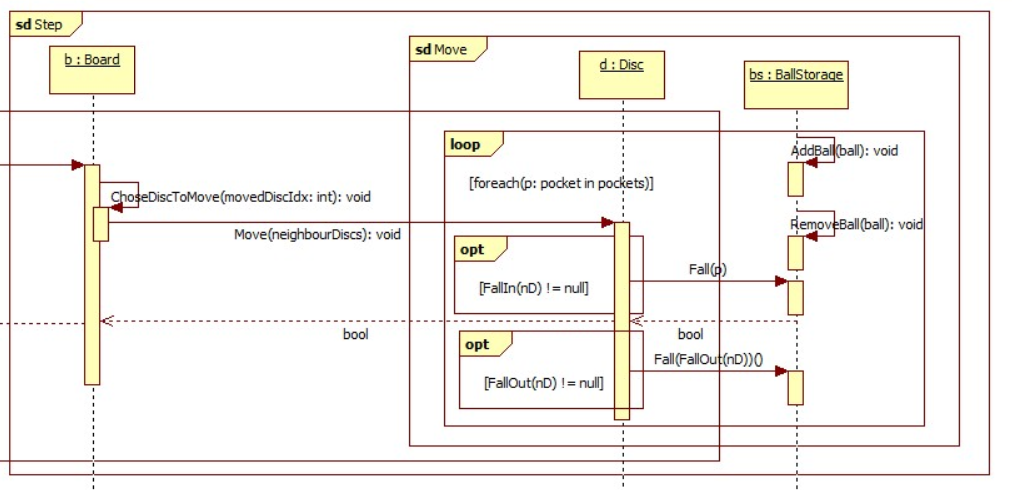 sd Step
sd Move
b : Board
d : Disc
bs : BallStorage
loop
AddBall(ball): void
[foreach(p: pocket in pockets)]
ChoseDiscToMove(movedDiscIdx: int): void
RemoveBall(ball): void
Move(neighbourDiscs): void
opt
Fall(p)
[FallIn(nD) != null]
bool
bool
opt
Fall(FallOut(nD))()
[FallOut(nD) != null]